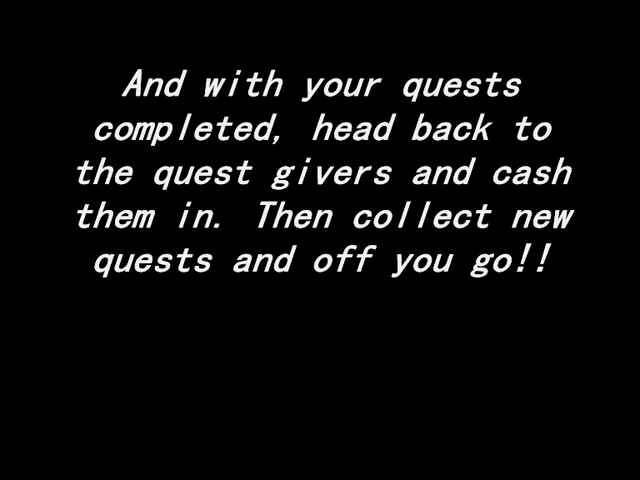 And with your quests
completed, head back to
the quest givers and cash
them in. Then collect new
quests and off you go!!